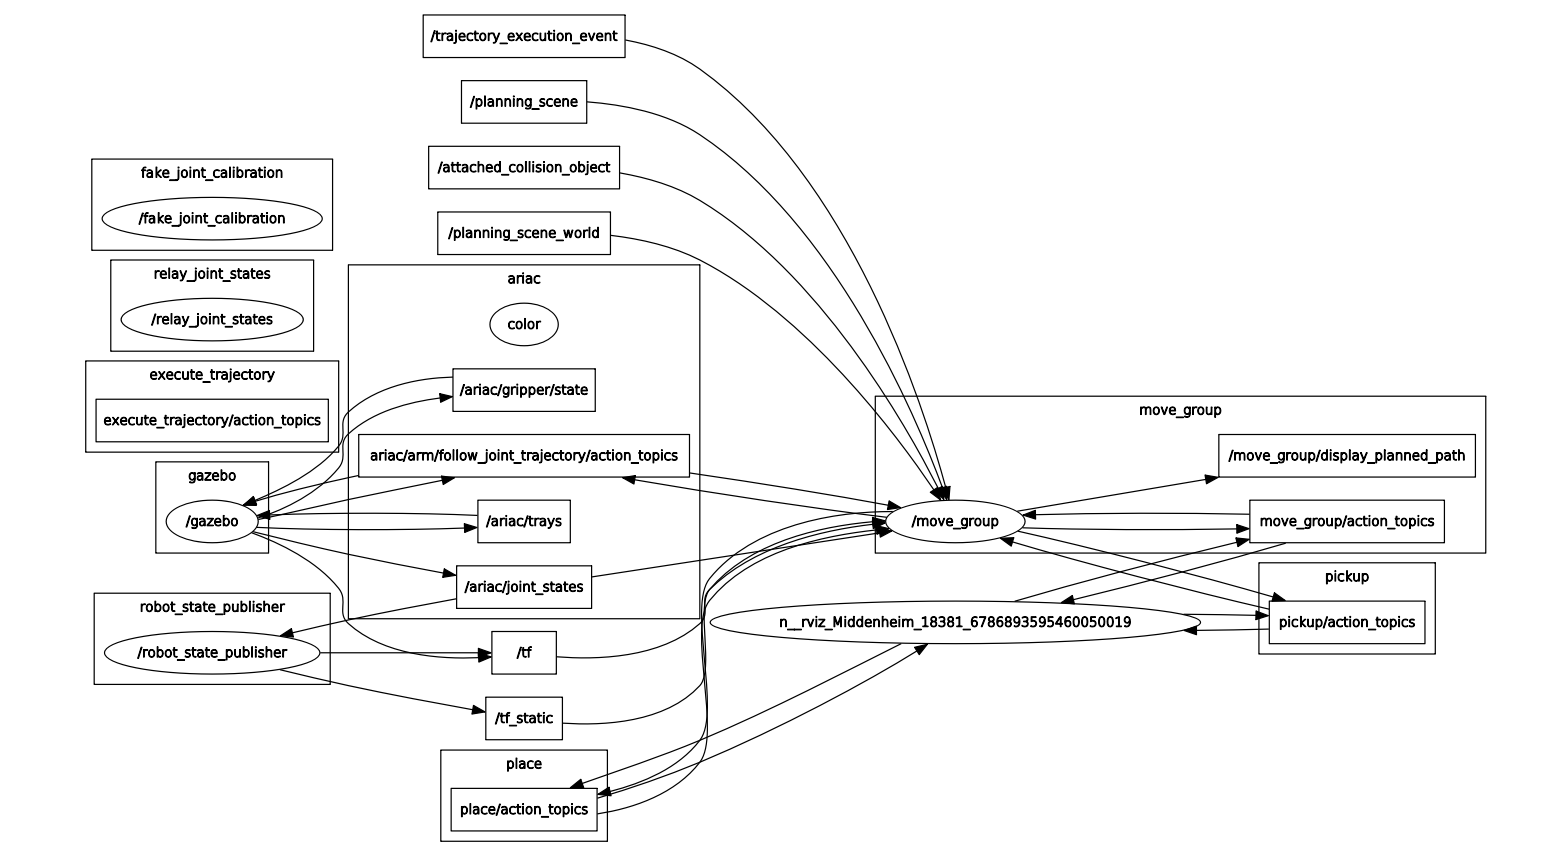 /trajectory_execution_event
/planning_scene
/attached_collision_object
/planning_scene_world
fake_joint_calibration
/fake_joint_calibration
relay_joint_states
/relay_joint_states
execute_trajectory
execute_trajectory/action_topics
gazebo
/gazebo
robot_state_publisher
/robot_state_publisher
ariac
color
/ariac/gripper/state
ariac/arm/follow_joint_trajectory/action_topics
/ariac/trays
/ariac/joint_states
/tf
/tf_static
place
place/action_topics
move_group
/move_group/display_planned_path
/move_group
move_group/action_topics
pickup
pickup/action_topics
n__rviz_Middenheim_18381_6786893595460050019